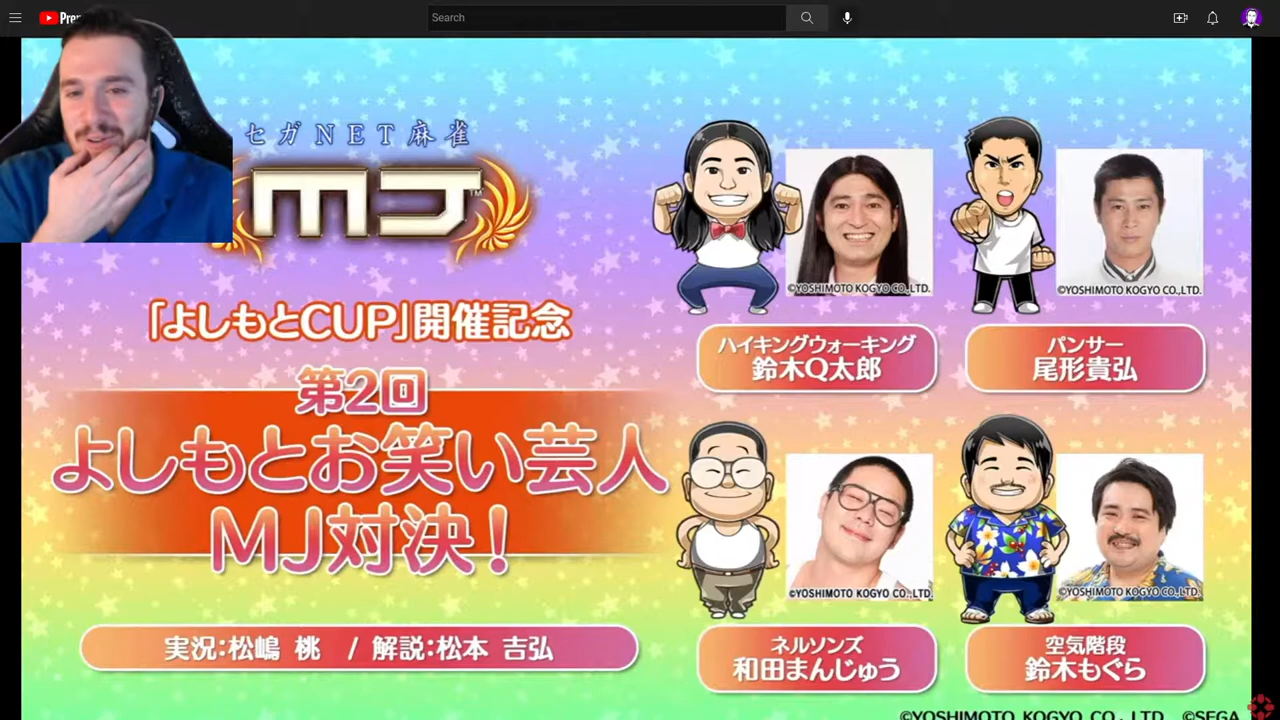 Search
セガNET麻雀
MJ
TM
「よしもとCUP」開催記念
第2回
よしもとお笑い芸人
MJ対決!
実況:松嶋 桃 / 解説:松本 吉弘
©YOSHIMOTO KOGYO CO.,LTD.
ハイキングウォーキング
鈴木Q太郎
©YOSHIMOTO KOGYO CO.,LTD.
パンサー
尾形貴弘
©YOSHIMOTO KOGYO CO.,LTD.
ネルソンズ
和田まんじゅう
©YOSHIMOTO KOGYO CO.,LTD.
空気階段
鈴木もぐら
©YOSHIMOTO KOGYO CO., LTD. ©SEGA